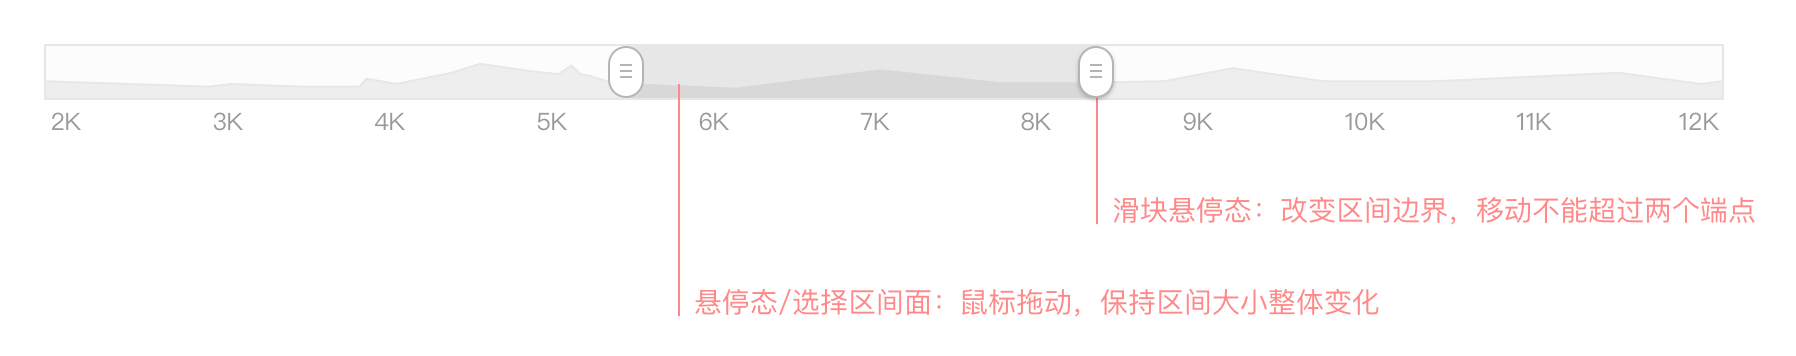 2K 3K 4K 5K 6K 7K 8K 9K 10K 11K 12K
滑块悬停态：改变区间边界，移动不能超过两个端点
悬停态/选择区间面：鼠标拖动，保持区间大小整体变化